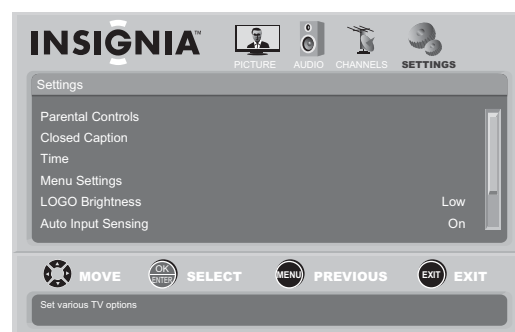 INSIGNIA™
PICTURE AUDIO CHANNELS SETTINGS
Settings
Parental Controls
Closed Caption
Time
Menu Settings
LOGO Brightness Low
Auto Input Sensing On
MOVE OK ENTER SELECT MENU PREVIOUS EXIT EXIT
Set various TV options